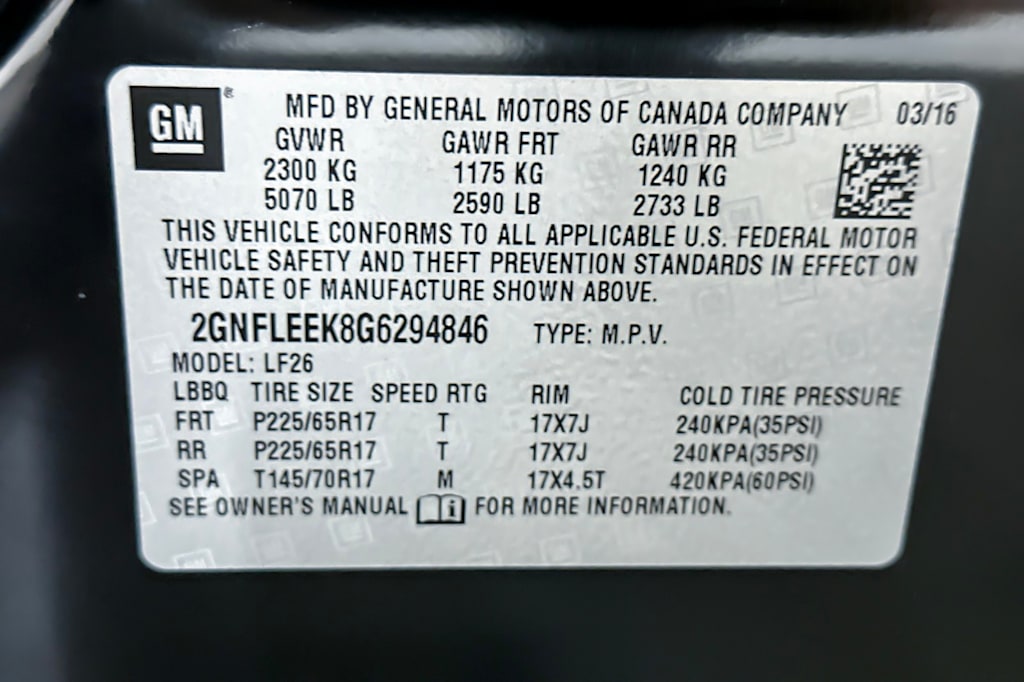 GM® MFD BY GENERAL MOTORS OF CANADA COMPANY 03/16
GVWR GAWR FRT GAWR RR
2300 KG 1175 KG 1240 KG
5070 LB 2590 LB 2733 LB
THIS VEHICLE CONFORMS TO ALL APPLICABLE U.S. FEDERAL MOTOR
VEHICLE SAFETY AND THEFT PREVENTION STANDARDS IN EFFECT ON
THE DATE OF MANUFACTURE SHOWN ABOVE.
2GNFLEEK8G6294846 TYPE: M.P.V.
MODEL: LF26
LBBQ TIRE SIZE SPEED RTG RIM COLD TIRE PRESSURE
FRT P225/65R17 T 17X7J 240KPA(35PSI)
RR P225/65R17 T 17X7J 240KPA(35PSI)
SPA T145/70R17 M 17X4.5T 420KPA(60PSI)
SEE OWNER'S MANUAL i FOR MORE INFORMATION.